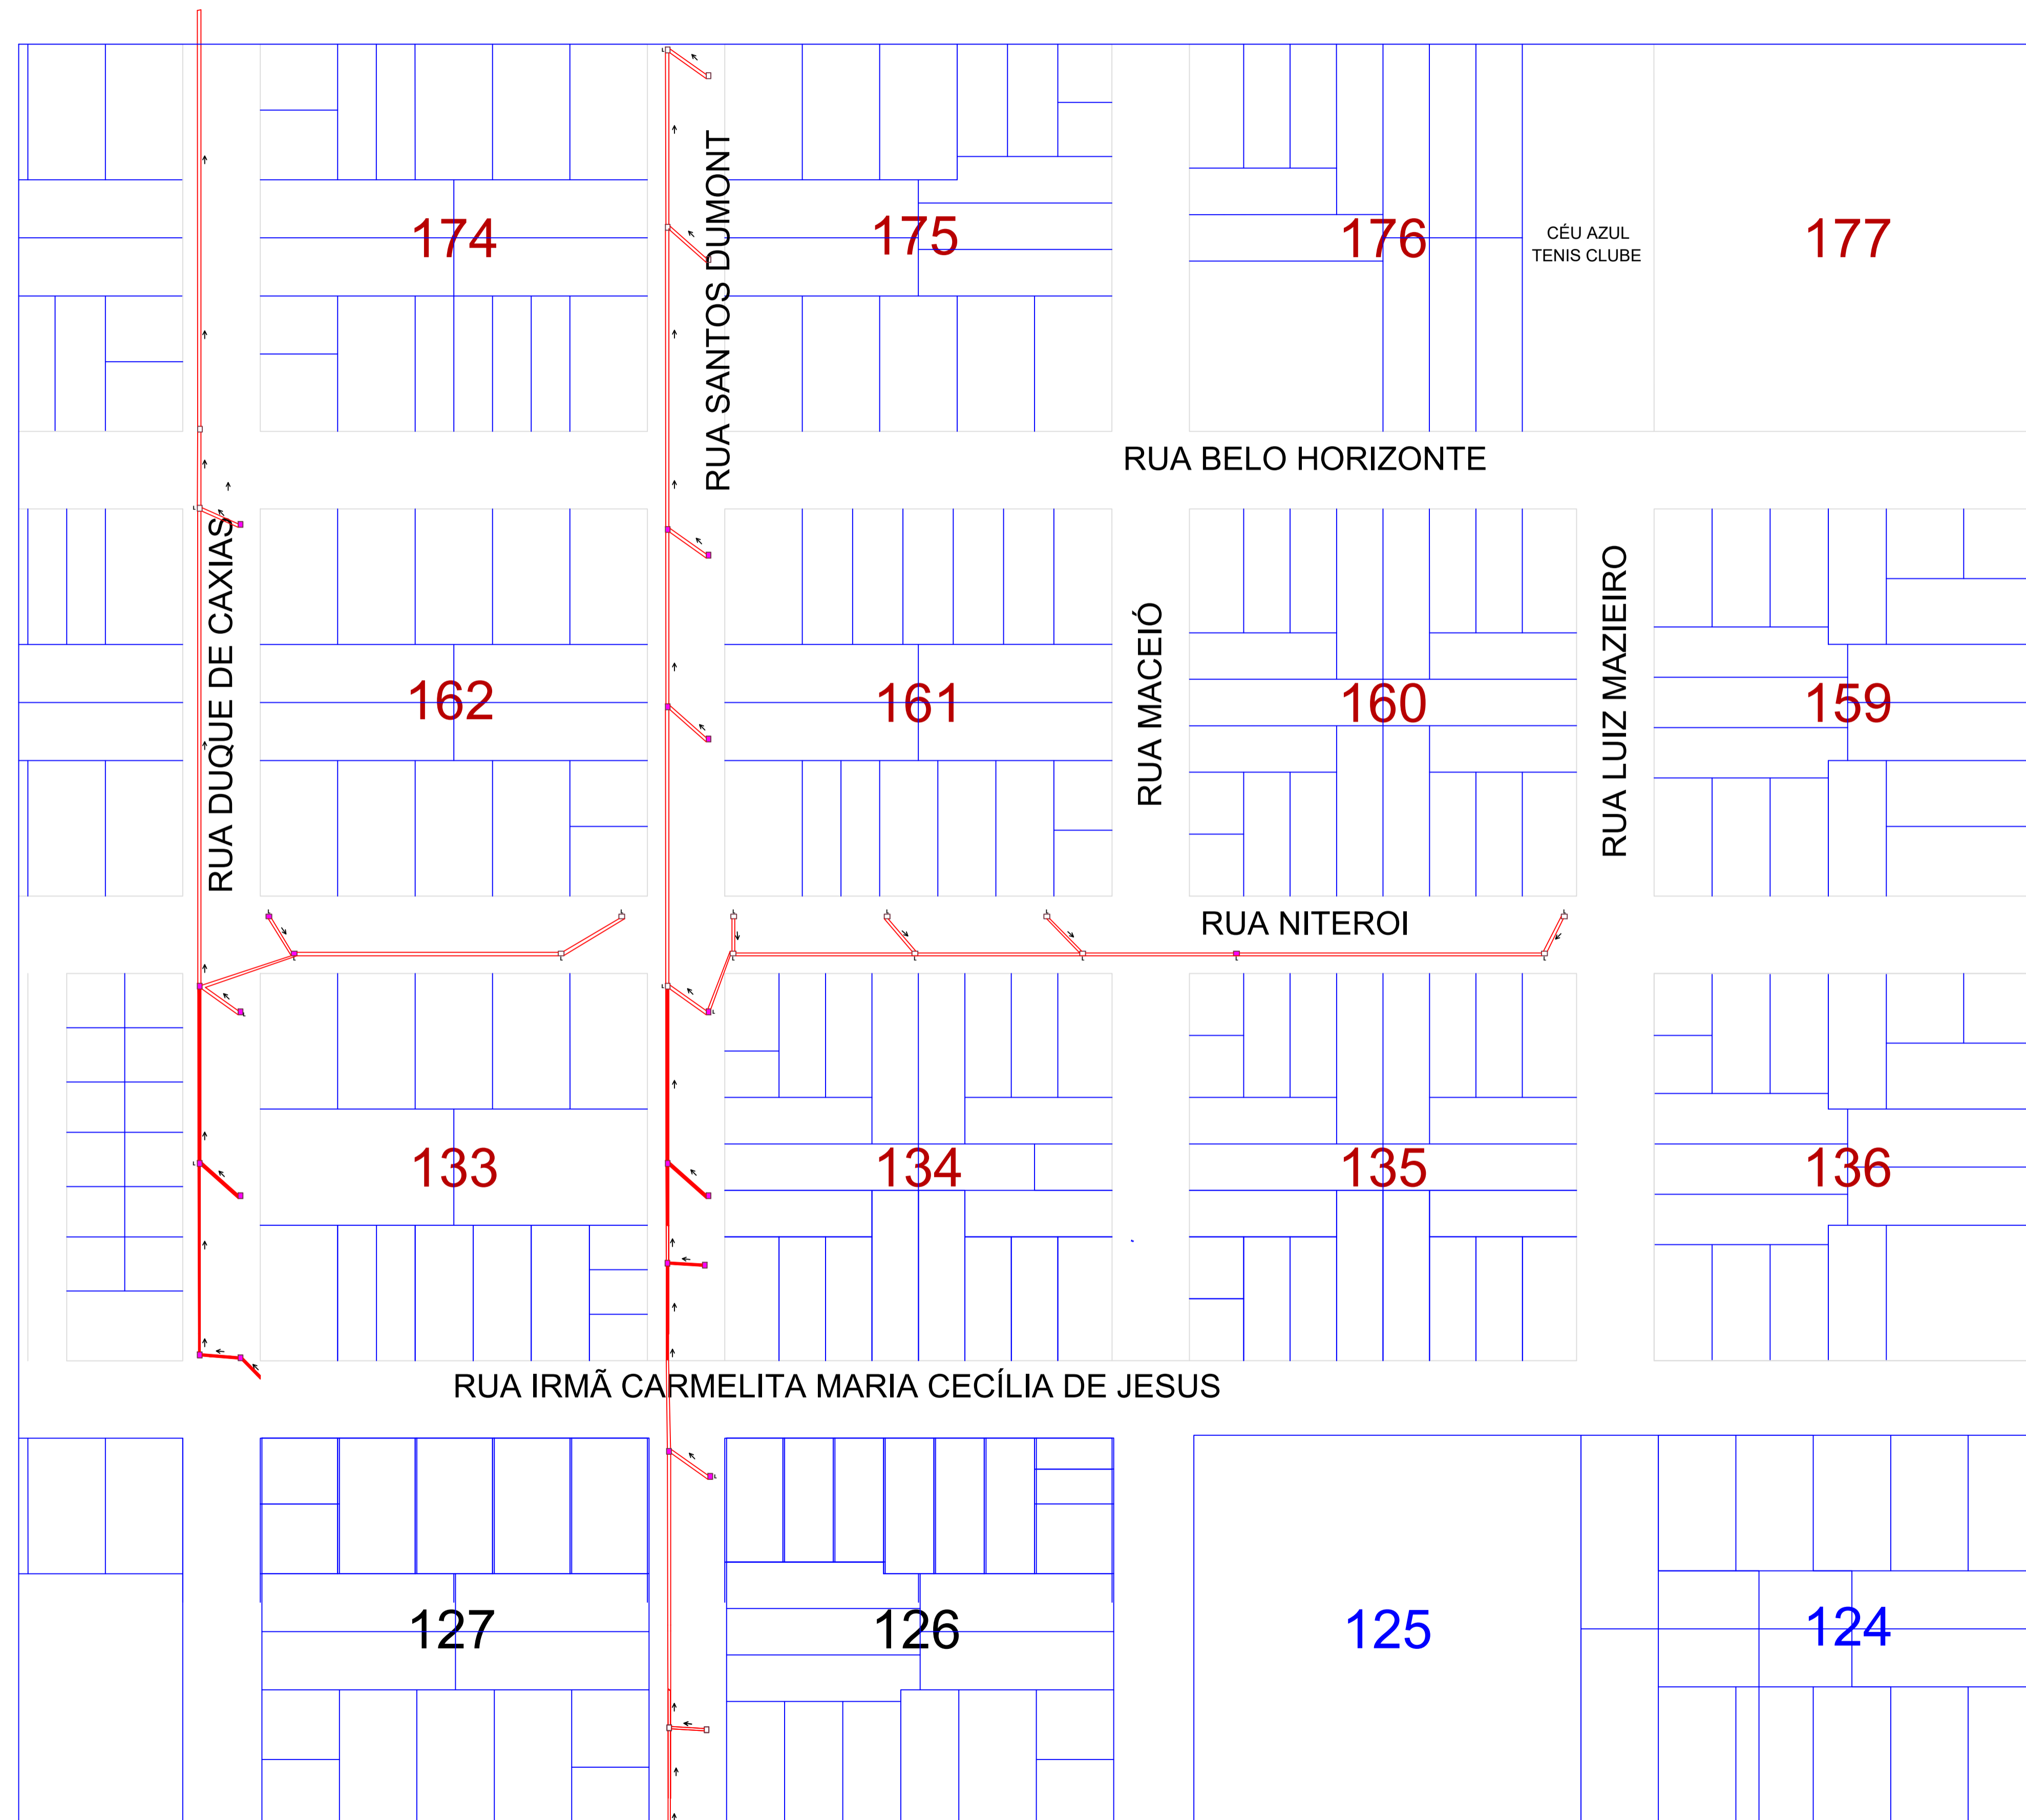 RUA SANTOS DUMONT
174
175
176
CÉU AZUL
TENIS CLUBE
177
RUA BELO HORIZONTE
RUA DUQUE DE CAXIAS
RUA MACEIÓ
RUA LUIZ MAZIEIRO
162
161
160
159
RUA NITEROI
133
134
135
136
RUA IRMÃ CARMELITA MARIA CECÍLIA DE JESUS
127
126
125
124